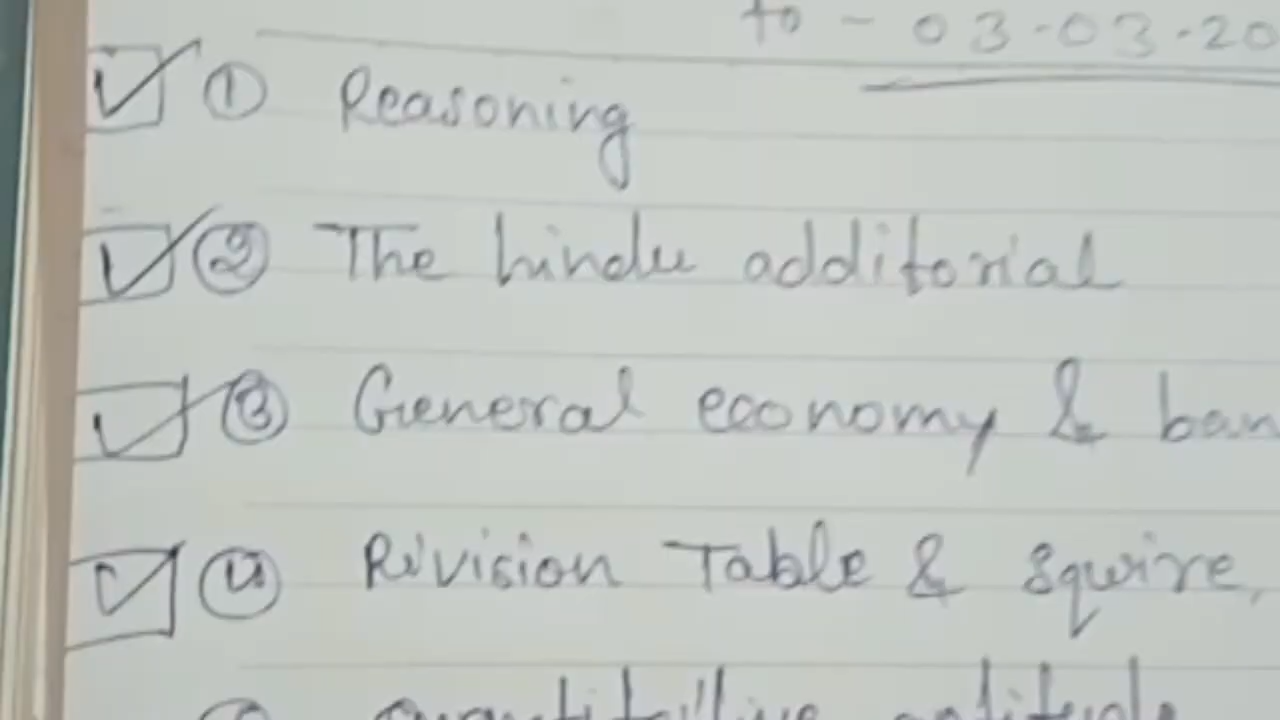 to - 03-03-20
① Reasoning
② The hindu additorial
③ General economy & ban
④ Rivision Table & Squire,